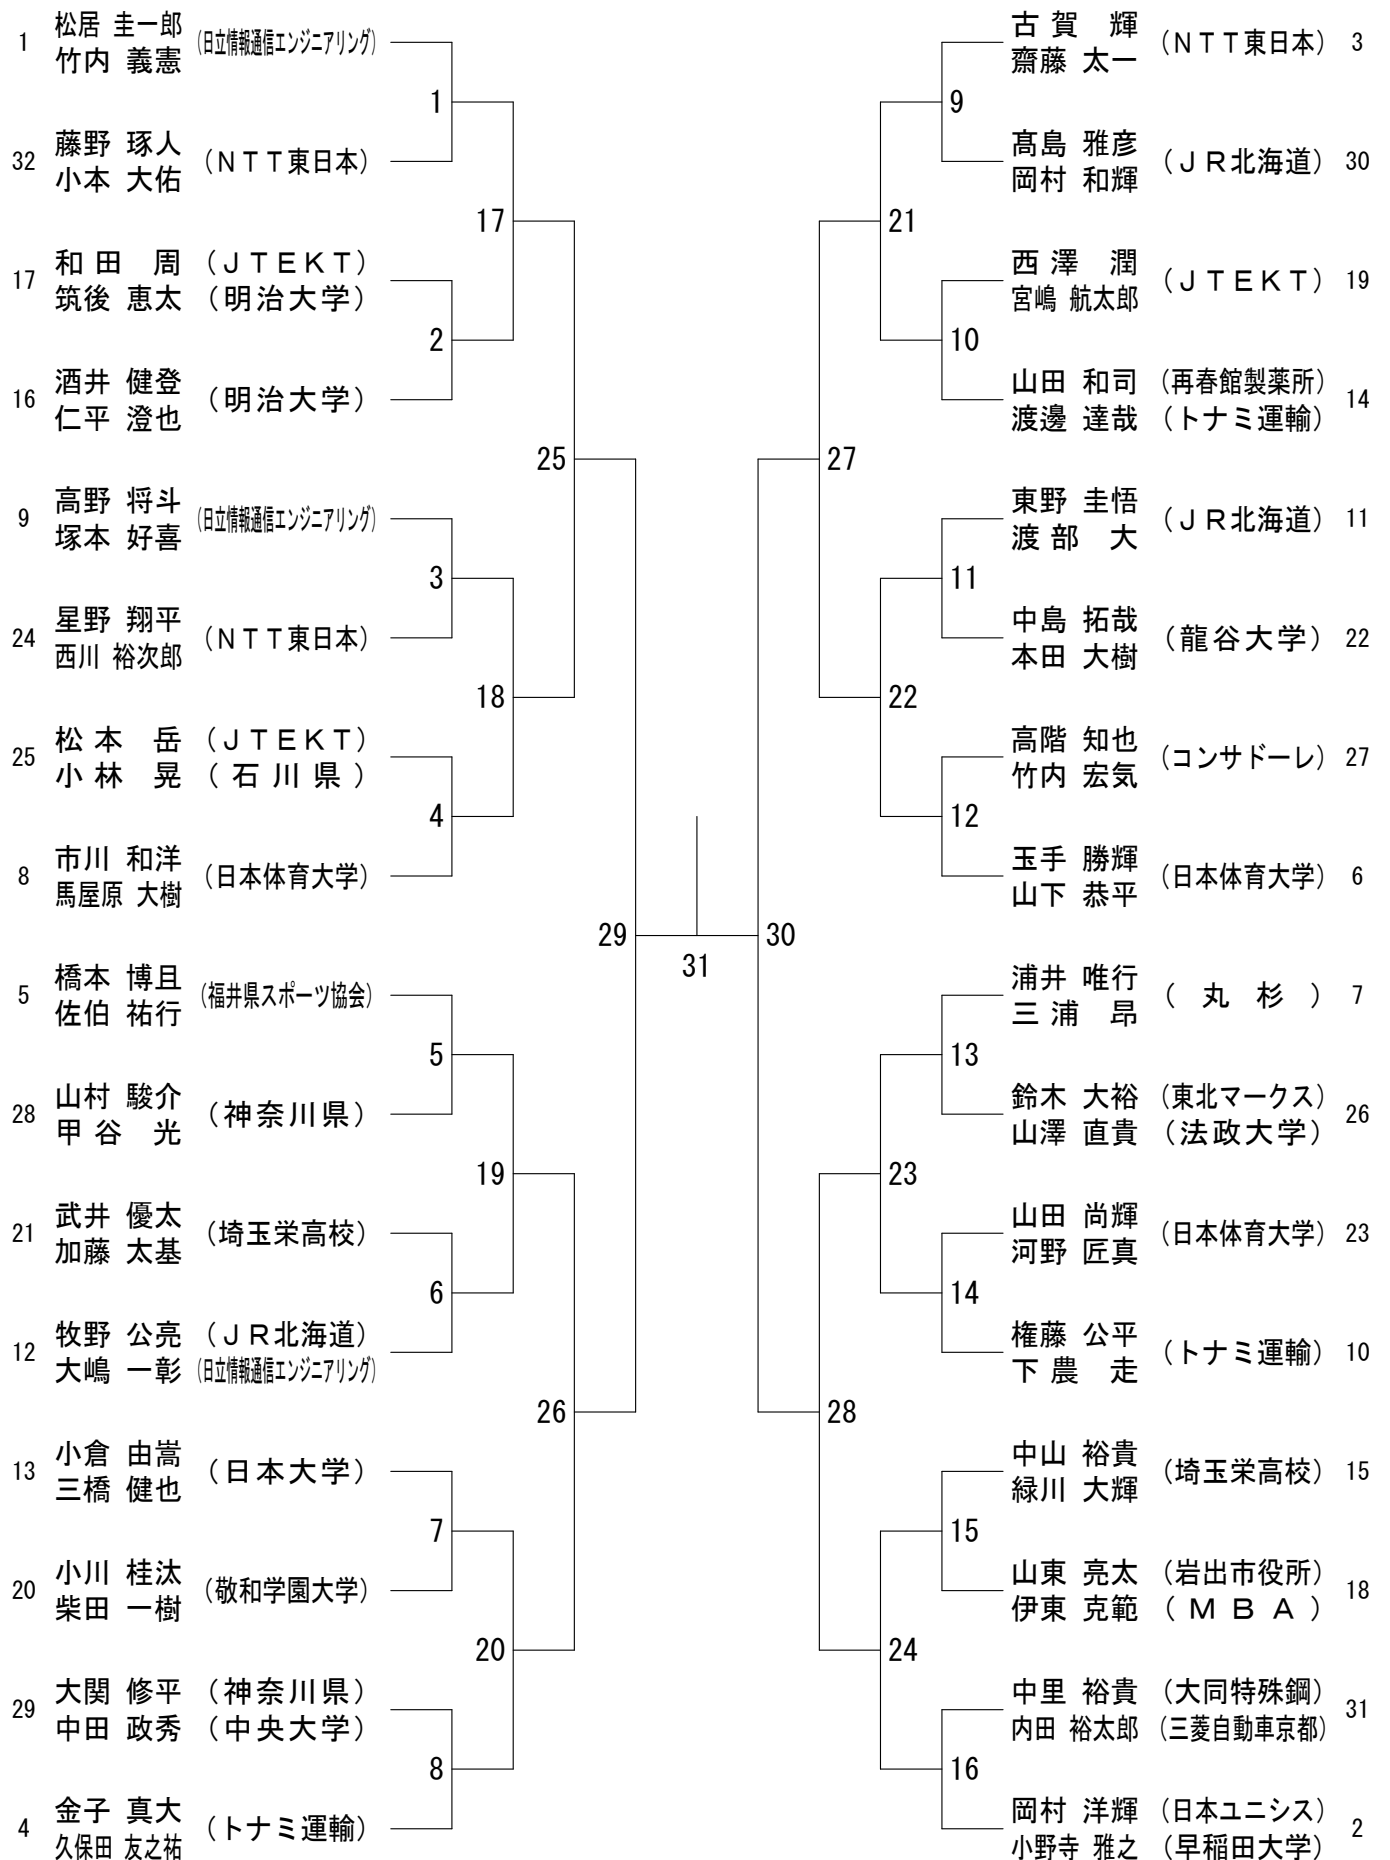 1 松居 圭一郎 (日立情報通信エンジニアリング)
竹内 義憲
1
32 藤野 琢人 (ＮＴＴ東日本)
小本 大佑
17
17 和田 周 (ＪＴＥＫＴ)
筑後 恵太 (明治大学)
2
16 酒井 健登 (明治大学)
仁平 澄也
25
9 高野 将斗 (日立情報通信エンジニアリング)
塚本 好喜
3
24 星野 翔平 (ＮＴＴ東日本)
西川 裕次郎
18
25 松本 岳 (ＪＴＥＫＴ)
小林 晃 (石川県)
4
8 市川 和洋 (日本体育大学)
馬屋原 大樹
29
5 橋本 博且 (福井県スポーツ協会)
佐伯 祐行
5
28 山村 駿介 (神奈川県)
甲谷 光
19
21 武井 優太 (埼玉栄高校)
加藤 太基
6
12 牧野 公亮 (ＪＲ北海道)
大嶋 一彰 (日立情報通信エンジニアリング)
26
13 小倉 由嵩 (日本大学)
三橋 健也
7
20 小川 桂汰 (敬和学園大学)
柴田 一樹
20
29 大関 修平 (神奈川県)
中田 政秀 (中央大学)
8
4 金子 真大 (トナミ運輸)
久保田 友之祐
31
古賀 輝 (ＮＴＴ東日本) 3
齋藤 太一
9
髙島 雅彦 (ＪＲ北海道) 30
岡村 和輝
21
西澤 潤 (ＪＴＥＫＴ) 19
宮嶋 航太郎
10
山田 和司 (再春館製薬所) 14
渡邊 達哉 (トナミ運輸)
27
東野 圭悟 (ＪＲ北海道) 11
渡部 大
11
中島 拓哉 (龍谷大学) 22
本田 大樹
22
高階 知也 (コンサドーレ) 27
竹内 宏気
12
玉手 勝輝 (日本体育大学) 6
山下 恭平
30
浦井 唯行 (丸杉) 7
三浦 昂
13
鈴木 大裕 (東北マークス) 26
山澤 直貴 (法政大学)
23
山田 尚輝 (日本体育大学) 23
河野 匠真
14
権藤 公平 (トナミ運輸) 10
下農 走
28
中山 裕貴 (埼玉栄高校) 15
緑川 大輝
15
山東 亮太 (岩出市役所) 18
伊東 克範 (ＭＢＡ)
24
中里 裕貴 (大同特殊鋼) 31
内田 裕太郎 (三菱自動車京都)
16
岡村 洋輝 (日本ユニシス) 2
小野寺 雅之 (早稲田大学)